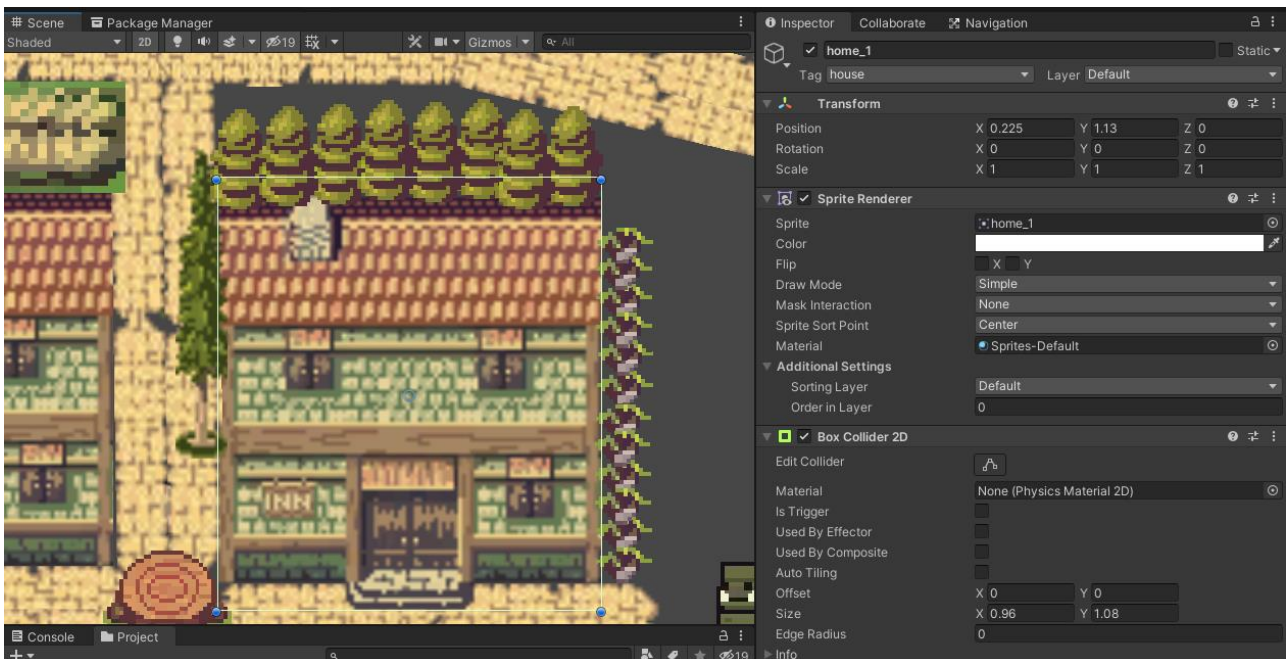 Scene Package Manager
Shaded 2D 19 Gizmos All
INN
Console Project
19
Inspector Collaborate Navigation
home_1 Static
Tag house Layer Default
Transform
Position X 0.225 Y 1.13 Z 0
Rotation X 0 Y 0 Z 0
Scale X 1 Y 1 Z 1
Sprite Renderer
Sprite home_1
Color
Flip X Y
Draw Mode Simple
Mask Interaction None
Sprite Sort Point Center
Material Sprites-Default
Additional Settings
Sorting Layer Default
Order in Layer 0
Box Collider 2D
Edit Collider
Material None (Physics Material 2D)
Is Trigger
Used By Effector
Used By Composite
Auto Tiling
Offset X 0 Y 0
Size X 0.96 Y 1.08
Edge Radius 0
Info